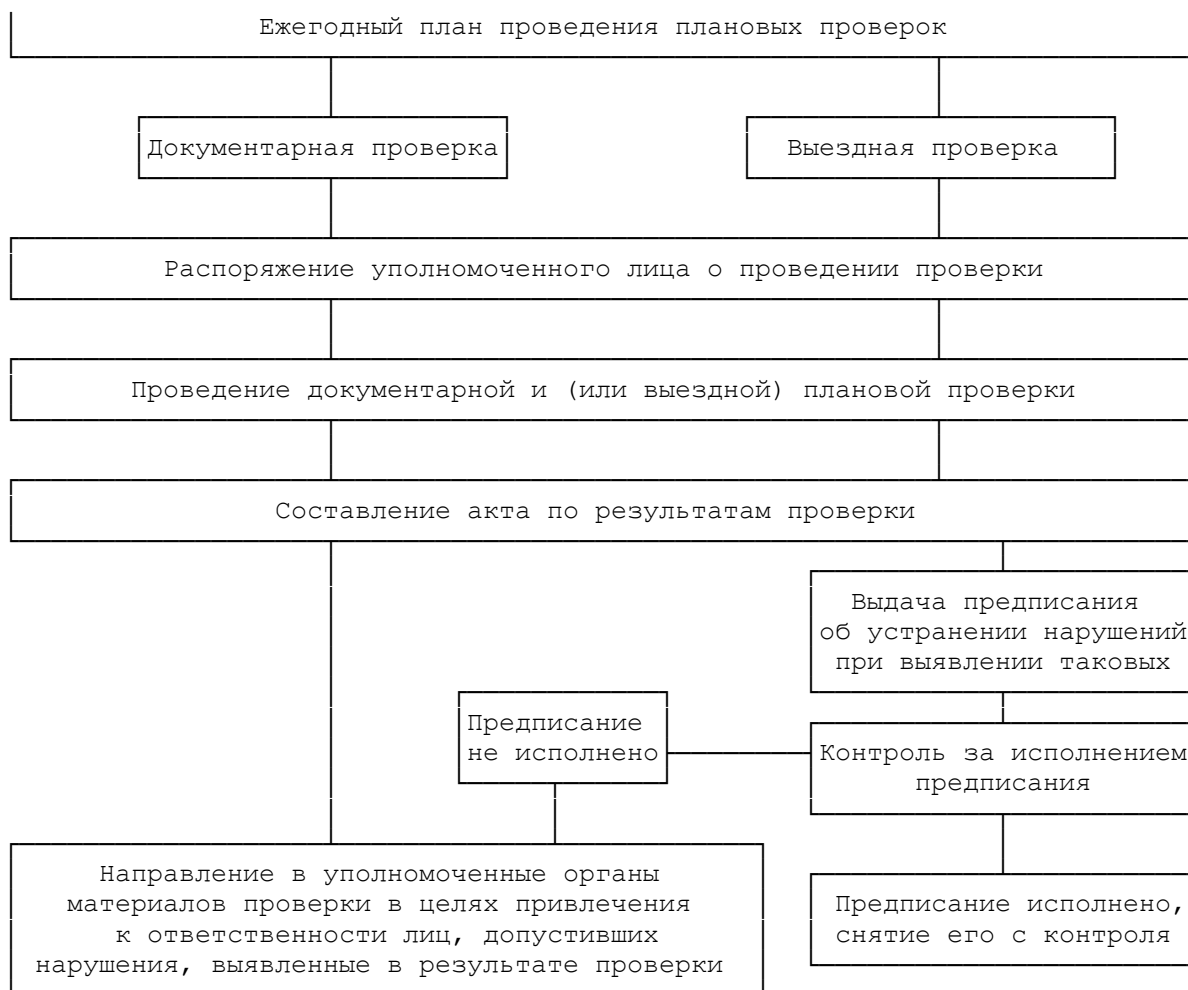 Ежегодный план проведения плановых проверок
Документарная проверка
Выездная проверка
Распоряжение уполномоченного лица о проведении проверки
Проведение документарной и (или выездной) плановой проверки
Составление акта по результатам проверки
Выдача предписания
об устранении нарушений
при выявлении таковых
Предписание
не исполнено
Контроль за исполнением
предписания
Направление в уполномоченные органы
материалов проверки в целях привлечения
к ответственности лиц, допустивших
нарушения, выявленные в результате проверки
Предписание исполнено,
снятие его с контроля